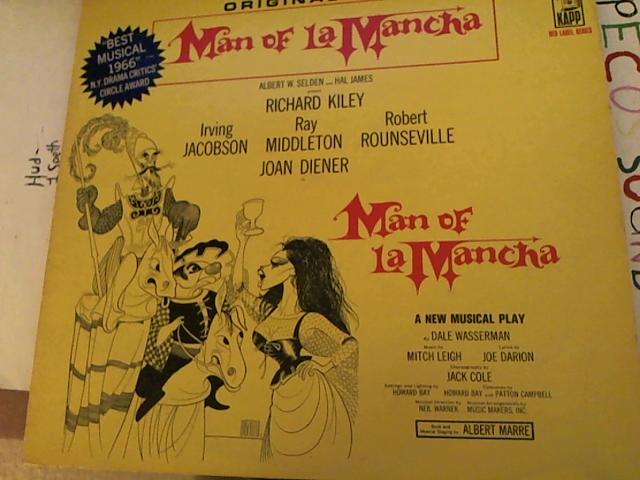 ORIGINAL
Man of la Mancha
"BEST
MUSICAL
1966"
N.Y. DRAMA CRITICS'
CIRCLE AWARD
KAPP
RED LABEL SERIES
ALBERT W. SELDEN and HAL JAMES
present
RICHARD KILEY
Irving
JACOBSON
Ray
MIDDLETON
Robert
ROUNSEVILLE
JOAN DIENER
in
Man of
la Mancha
A NEW MUSICAL PLAY
By DALE WASSERMAN
Music by
MITCH LEIGH
Lyrics by
JOE DARION
Choreography by
JACK COLE
Settings and Lighting by
HOWARD BAY
Costumes by
HOWARD BAY and PATTON CAMPBELL
Musical Direction by
NEIL WARNER
Musical Arrangements by
MUSIC MAKERS, INC.
Book and
Musical Staging by ALBERT MARRE
Hud-